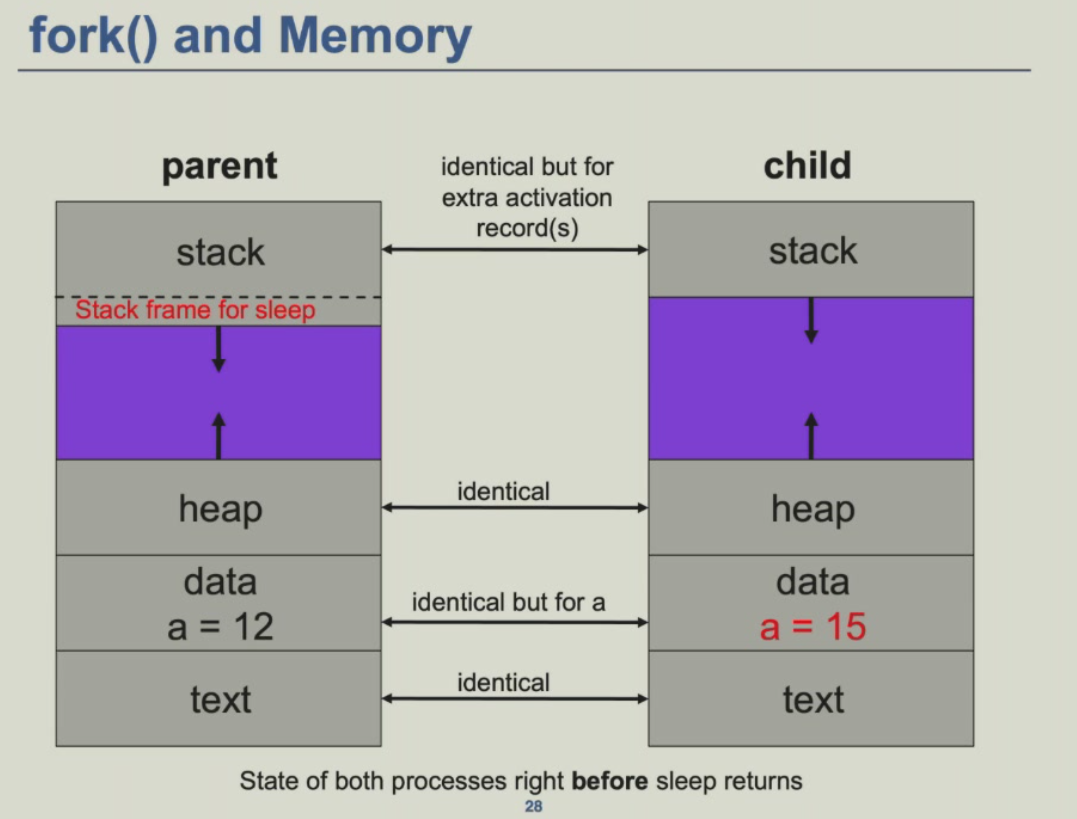 fork() and Memory
parent
identical but for
extra activation
record(s)
child
stack
stack
Stack frame for sleep
heap
identical
heap
data
a = 12
identical but for a
data
a = 15
text
identical
text
State of both processes right before sleep returns
28